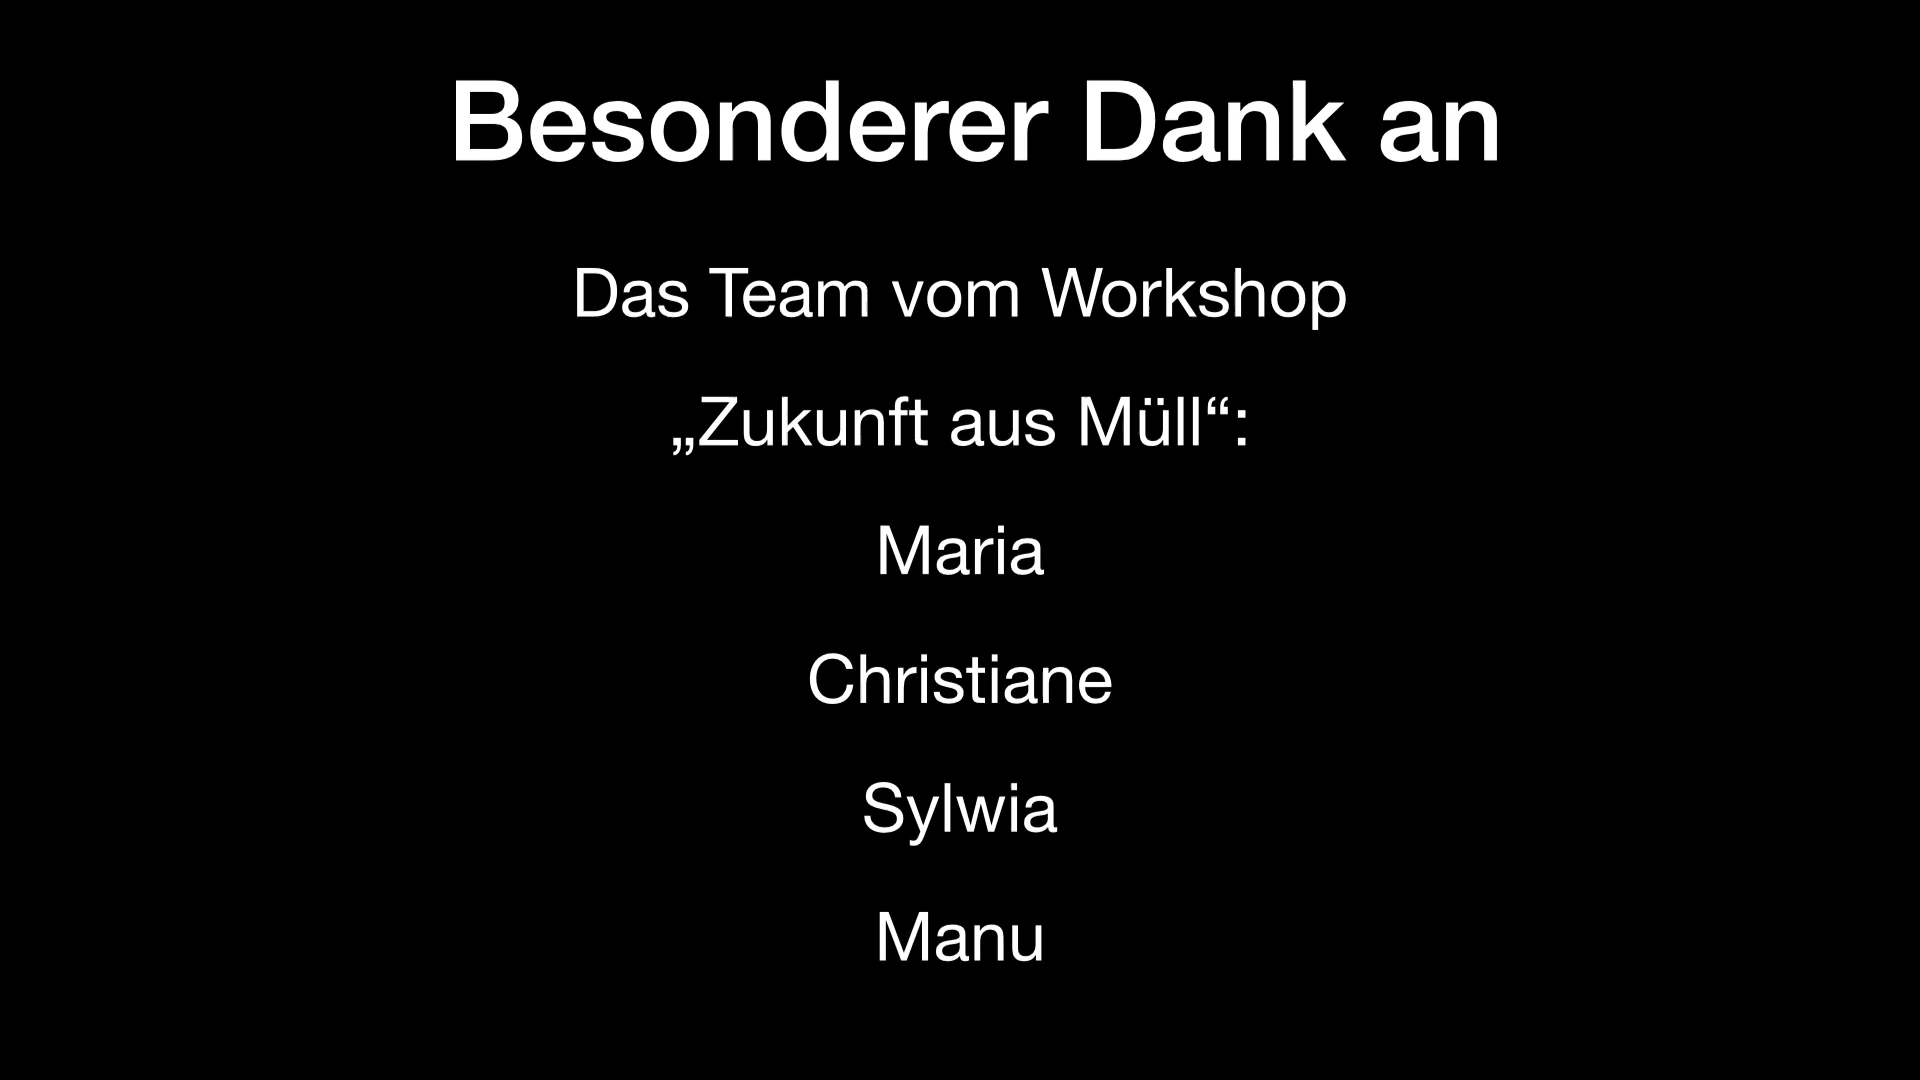 Besonderer Dank an
Das Team vom Workshop
„Zukunft aus Müll“:
Maria
Christiane
Sylwia
Manu